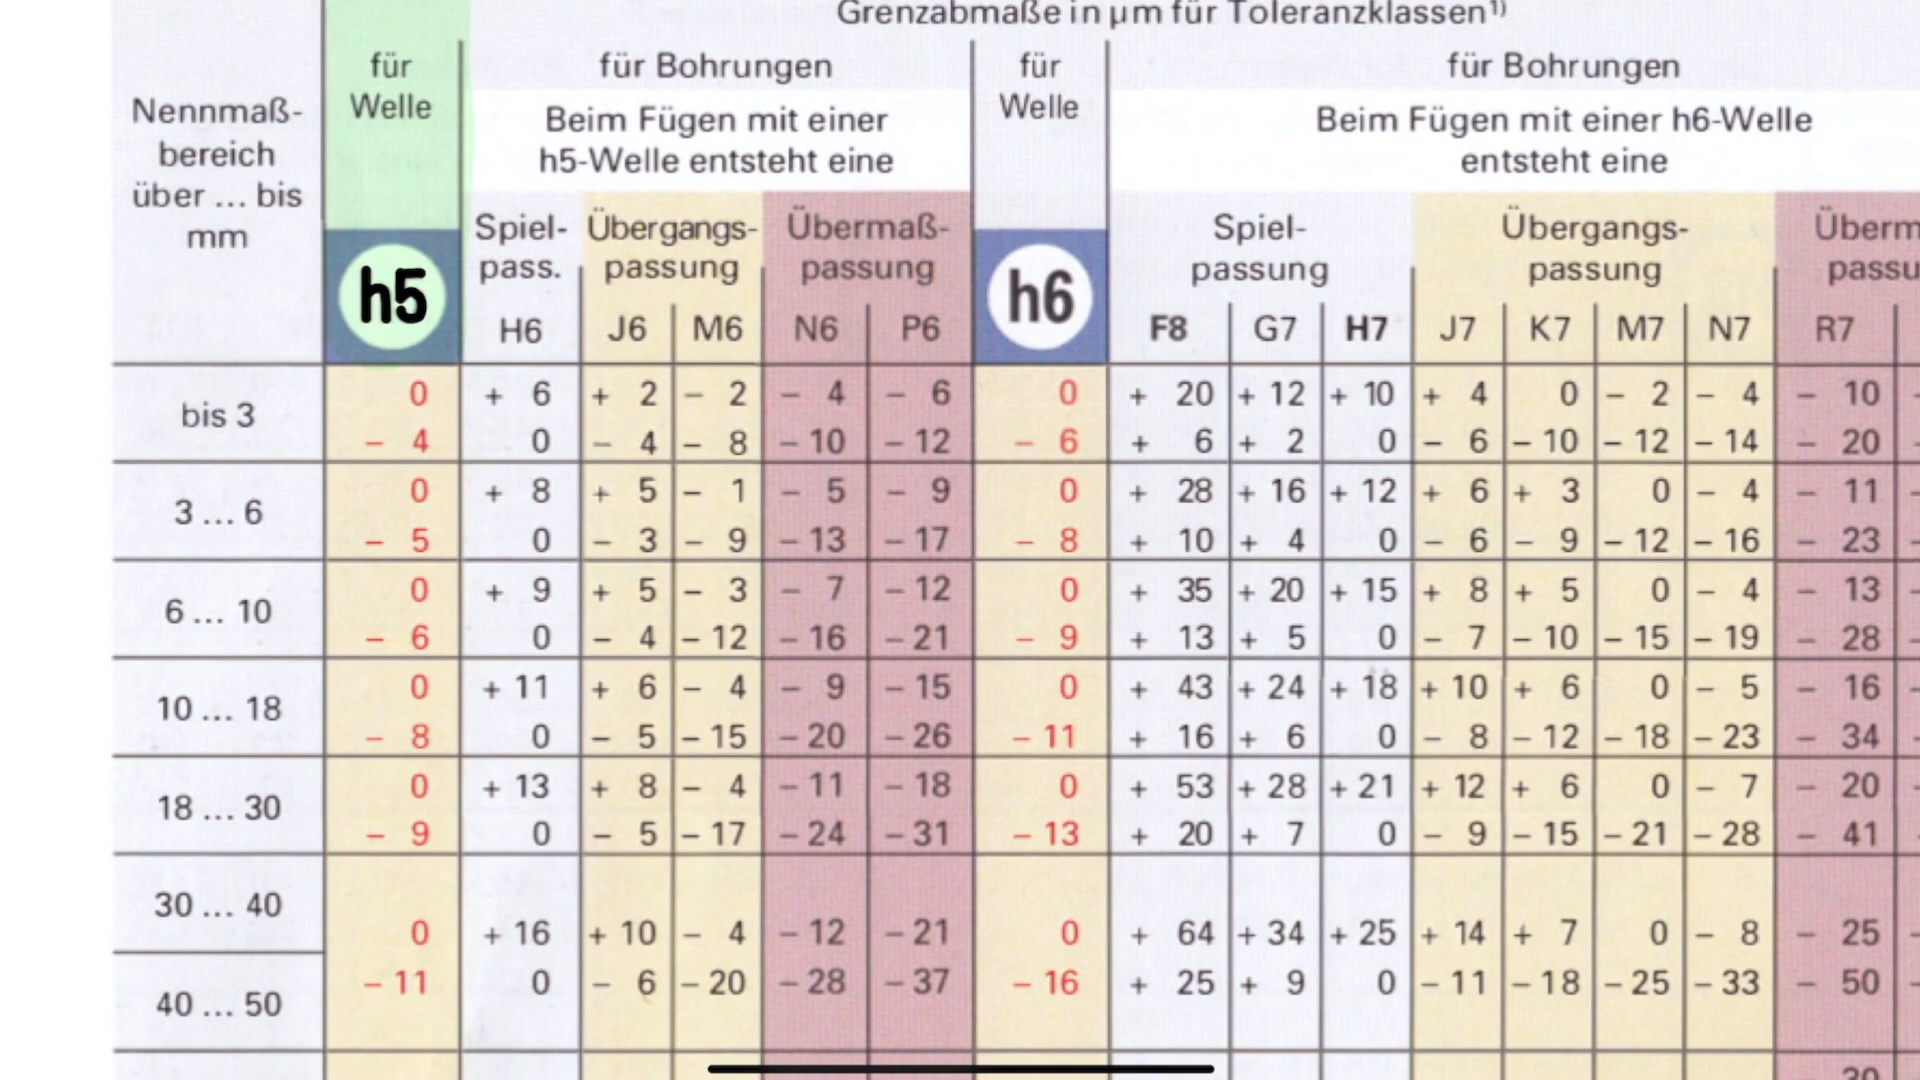 Grenzabmaße in µm für Toleranzklassen¹⁾
für für Bohrungen für für Bohrungen
Welle Welle
Nennmaß-
bereich
über ... bis
mm
Beim Fügen mit einer Beim Fügen mit einer h6-Welle
h5-Welle entsteht eine entsteht eine
Spiel- Übergangs- Übermaß- Spiel- Übergangs- Überm
pass. passung passung passung passung passu
h5 H6 J6 M6 N6 P6 h6 F8 G7 H7 J7 K7 M7 N7 R7
bis 3
0 + 6 + 2 – 2 – 4 – 6 0 + 20 + 12 + 10 + 4 0 – 2 – 4 – 10
– 4 0 – 4 – 8 – 10 – 12 – 6 + 6 + 2 0 – 6 – 10 – 12 – 14 – 20
3 ... 6
0 + 8 + 5 – 1 – 5 – 9 0 + 28 + 16 + 12 + 6 + 3 0 – 4 – 11
– 5 0 – 3 – 9 – 13 – 17 – 8 + 10 + 4 0 – 6 – 9 – 12 – 16 – 23
6 ... 10
0 + 9 + 5 – 3 – 7 – 12 0 + 35 + 20 + 15 + 8 + 5 0 – 4 – 13
– 6 0 – 4 – 12 – 16 – 21 – 9 + 13 + 5 0 – 7 – 10 – 15 – 19 – 28
10 ... 18
0 + 11 + 6 – 4 – 9 – 15 0 + 43 + 24 + 18 + 10 + 6 0 – 5 – 16
– 8 0 – 5 – 15 – 20 – 26 – 11 + 16 + 6 0 – 8 – 12 – 18 – 23 – 34
18 ... 30
0 + 13 + 8 – 4 – 11 – 18 0 + 53 + 28 + 21 + 12 + 6 0 – 7 – 20
– 9 0 – 5 – 17 – 24 – 31 – 13 + 20 + 7 0 – 9 – 15 – 21 – 28 – 41
30 ... 40
0 + 16 + 10 – 4 – 12 – 21 0 + 64 + 34 + 25 + 14 + 7 0 – 8 – 25
– 11 0 – 6 – 20 – 28 – 37 – 16 + 25 + 9 0 – 11 – 18 – 25 – 33 – 50
40 ... 50